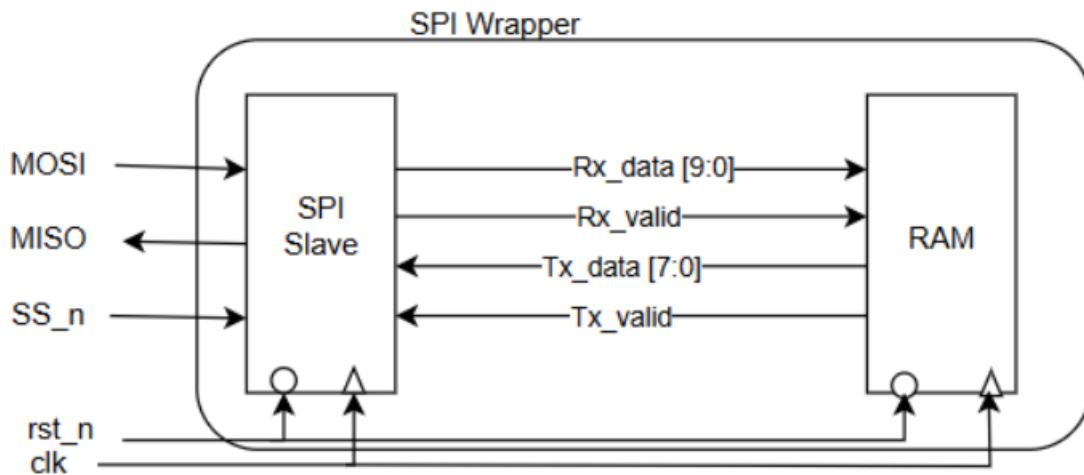 SPI Wrapper
MOSI
MISO
SS_n
rst_n
clk
SPI
Slave
Rx_data [9:0]
Rx_valid
Tx_data [7:0]
Tx_valid
RAM